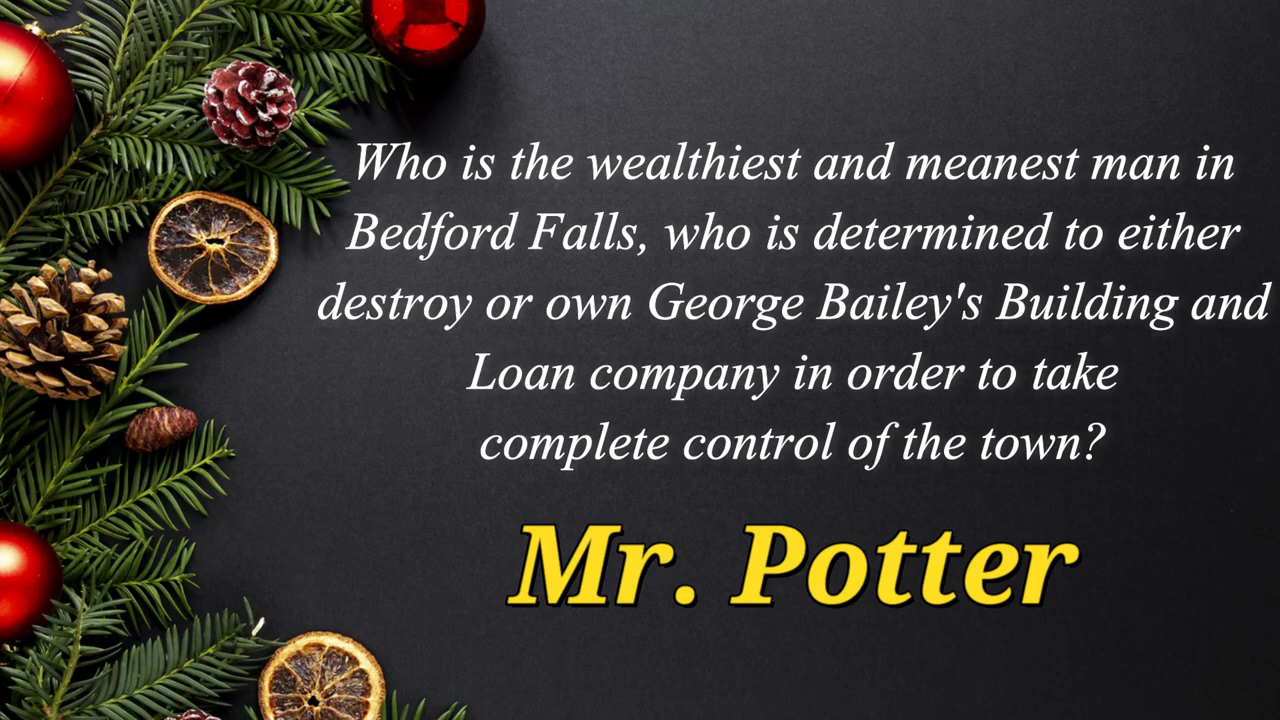 Who is the wealthiest and meanest man in
Bedford Falls, who is determined to either
destroy or own George Bailey's Building and
Loan company in order to take
complete control of the town?
Mr. Potter